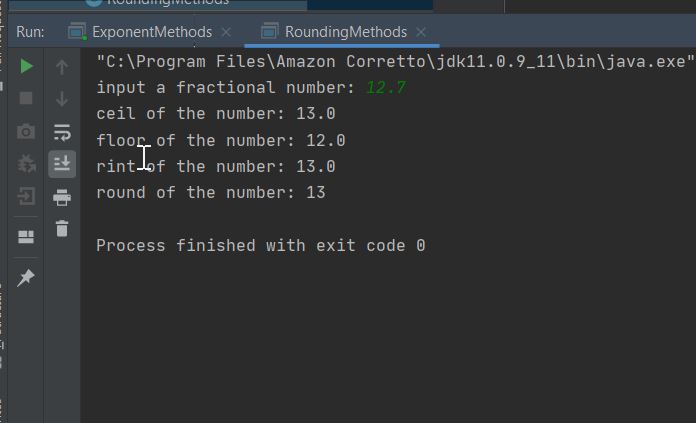 RoundingMethods
Run: ExponentMethods × RoundingMethods ×
"C:\Program Files\Amazon Corretto\jdk11.0.9_11\bin\java.exe"
input a fractional number: 12.7
ceil of the number: 13.0
floor of the number: 12.0
rint of the number: 13.0
round of the number: 13
Process finished with exit code 0